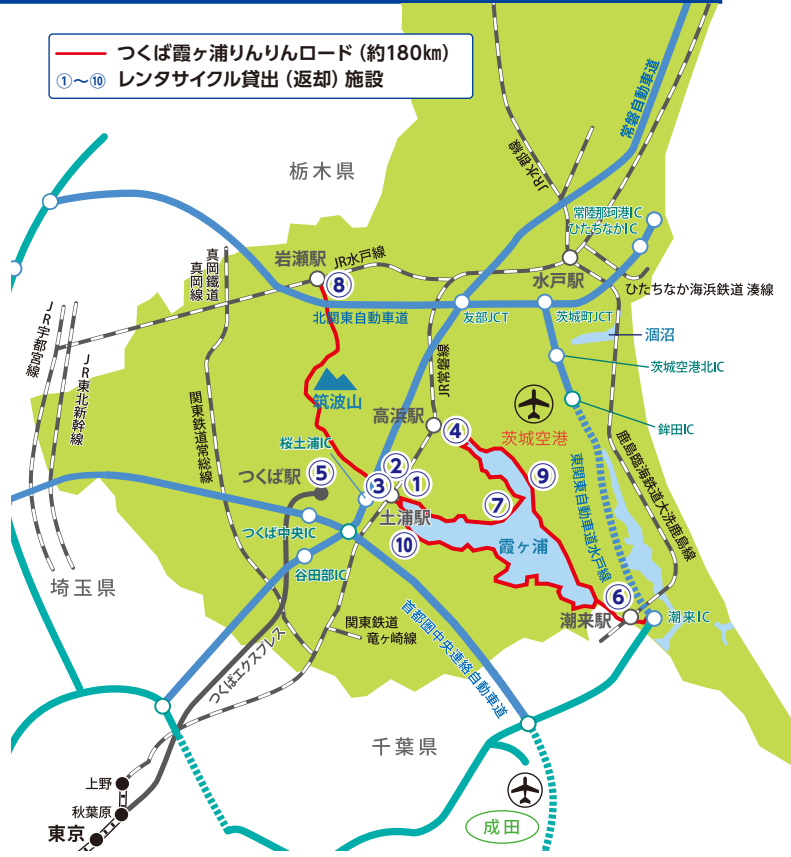 つくば霞ヶ浦りんりんロード（約180km）
①～⑩ レンタサイクル貸出（返却）施設
栃木県
常磐自動車道
JR水郡線
常陸那珂港IC
ひたちなかIC
岩瀬駅
JR水戸線
水戸駅
真岡鐵道
真岡線
⑧
ひたちなか海浜鉄道 湊線
北関東自動車道
友部JCT
茨城町JCT
涸沼
JR宇都宮線
JR東北新幹線
JR常磐線
茨城空港北IC
筑波山
関東鉄道常総線
高浜駅
④
茨城空港
鉾田IC
桜土浦IC
つくば駅
⑤
②
③
①
⑨
⑦
土浦駅
東関東自動車道水戸線
鹿島臨海鉄道大洗鹿島線
つくば中央IC
⑩
霞ヶ浦
谷田部IC
埼玉県
⑥
潮来駅
潮来IC
関東鉄道
竜ヶ崎線
首都圏中央連絡自動車道
つくばエクスプレス
千葉県
上野
秋葉原
東京
成田